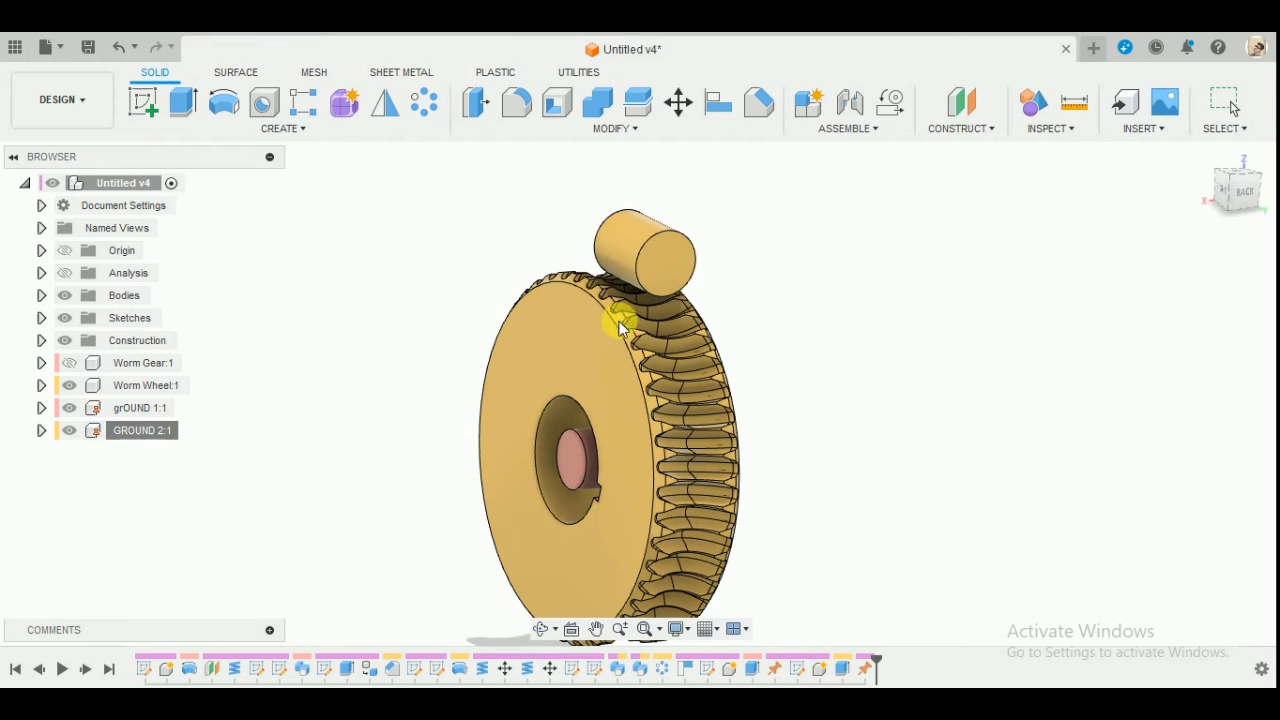 Untitled v4*
SOLID SURFACE MESH SHEET METAL PLASTIC UTILITIES
DESIGN
CREATE MODIFY ASSEMBLE CONSTRUCT INSPECT INSERT SELECT
BROWSER
Untitled v4
Document Settings
Named Views
Origin
Analysis
Bodies
Sketches
Construction
Worm Gear:1
Worm Wheel:1
grOUND 1:1
GROUND 2:1
Z
BACK
X
Y
COMMENTS
Activate Windows
Go to Settings to activate Windows.